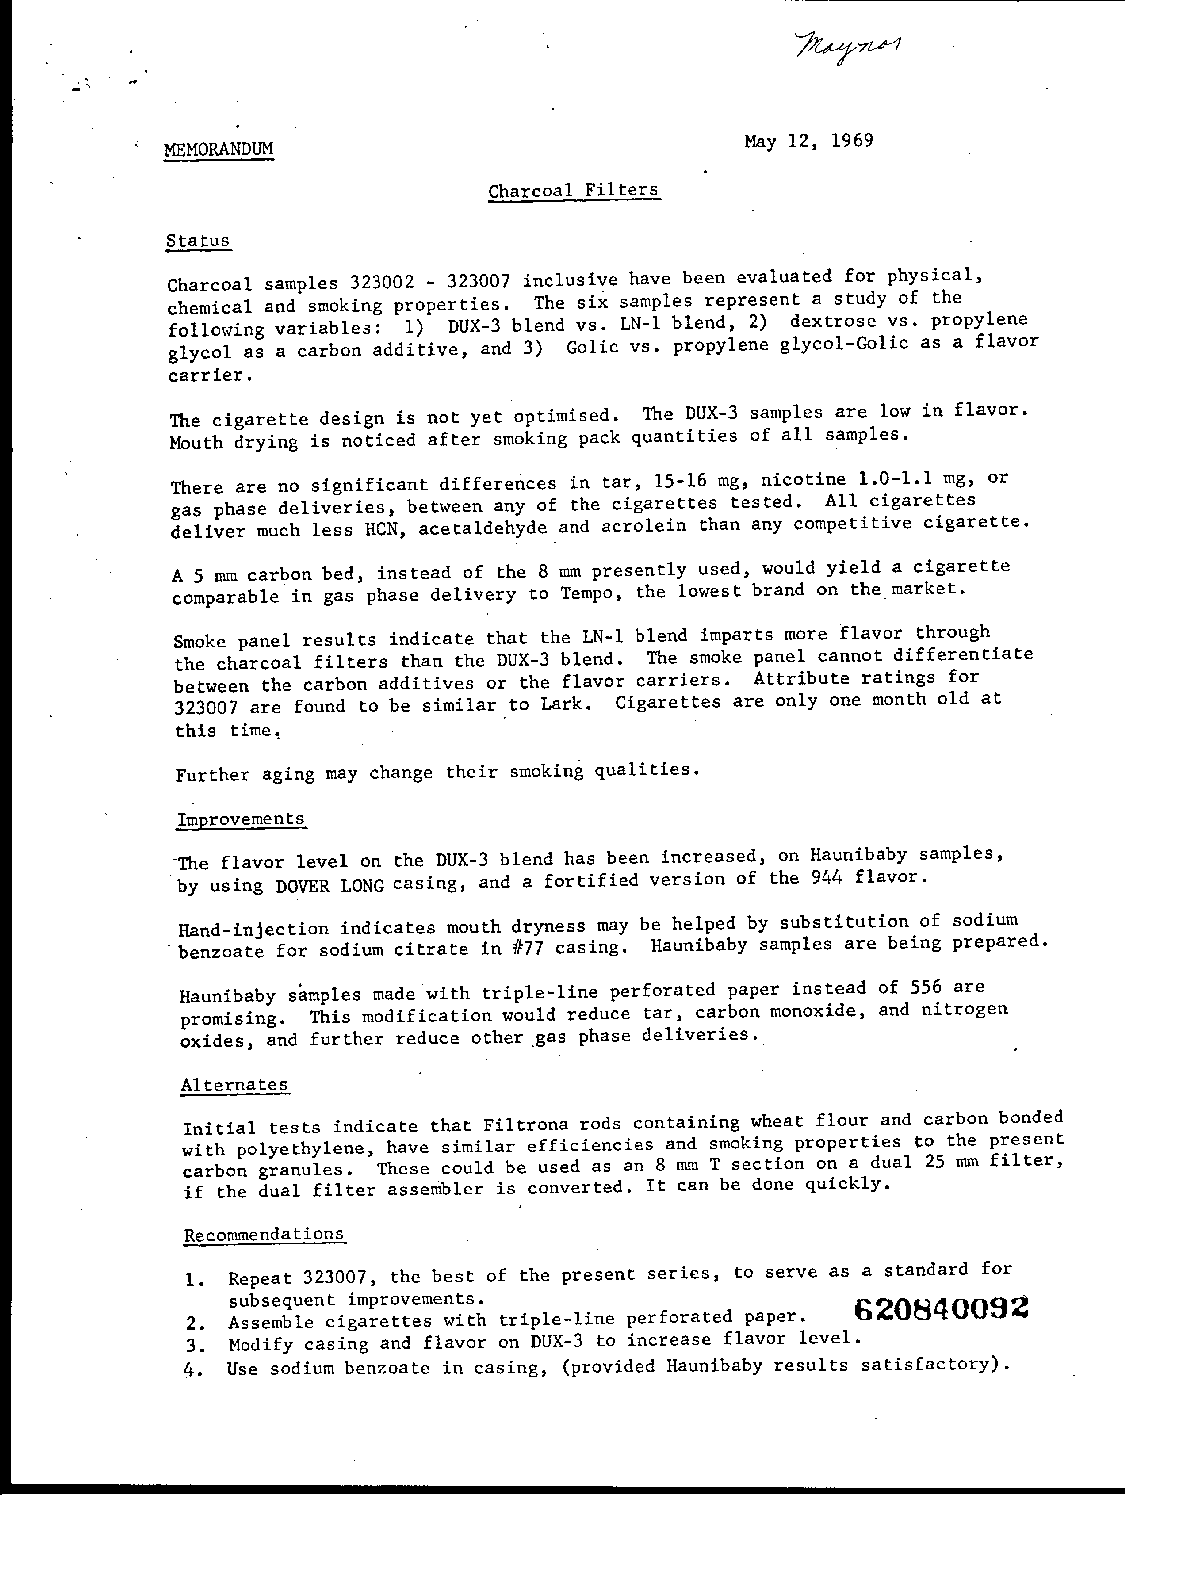 Maynor
MEMORANDUM
May 12, 1969
Charcoal Filters
Status
Charcoal samples 323002 - 323007 inclusive have been evaluated for physical,
chemical and smoking properties. The six samples represent a study of the
following variables: 1) DUX-3 blend vs. LN-1 blend, 2) dextrose vs. propylene
glycol as a carbon additive, and 3) Golic vs. propylene glycol-Golic as a flavor
carrier.
The cigarette design is not yet optimised. The DUX-3 samples are low in flavor.
Mouth drying is noticed after smoking pack quantities of all samples.
There are no significant differences in tar, 15-16 mg, nicotine 1.0-1.1 mg, or
gas phase deliveries, between any of the cigarettes tested. All cigarettes
deliver much less HCN, acetaldehyde and acrolein than any competitive cigarette.
A 5 mm carbon bed, instead of the 8 mm presently used, would yield a cigarette
comparable in gas phase delivery to Tempo, the lowest brand on the market.
Smoke panel results indicate that the LN-1 blend imparts more flavor through
the charcoal filters than the DUX-3 blend. The smoke panel cannot differentiate
between the carbon additives or the flavor carriers. Attribute ratings for
323007 are found to be similar to Lark. Cigarettes are only one month old at
this time.
Further aging may change their smoking qualities.
Improvements
The flavor level on the DUX-3 blend has been increased, on Haunibaby samples,
by using DOVER LONG casing, and a fortified version of the 944 flavor.
Hand-injection indicates mouth dryness may be helped by substitution of sodium
benzoate for sodium citrate in #77 casing. Haunibaby samples are being prepared.
Haunibaby samples made with triple-line perforated paper instead of 556 are
promising. This modification would reduce tar, carbon monoxide, and nitrogen
oxides, and further reduce other gas phase deliveries.
Alternates
Initial tests indicate that Filtrona rods containing wheat flour and carbon bonded
with polyethylene, have similar efficiencies and smoking properties to the present
carbon granules. These could be used as an 8 mm T section on a dual 25 mm filter,
if the dual filter assembler is converted. It can be done quickly.
Recommendations
1. Repeat 323007, the best of the present series, to serve as a standard for
subsequent improvements.
2. Assemble cigarettes with triple-line perforated paper.
620840092
3. Modify casing and flavor on DUX-3 to increase flavor level.
4. Use sodium benzoate in casing, (provided Haunibaby results satisfactory).